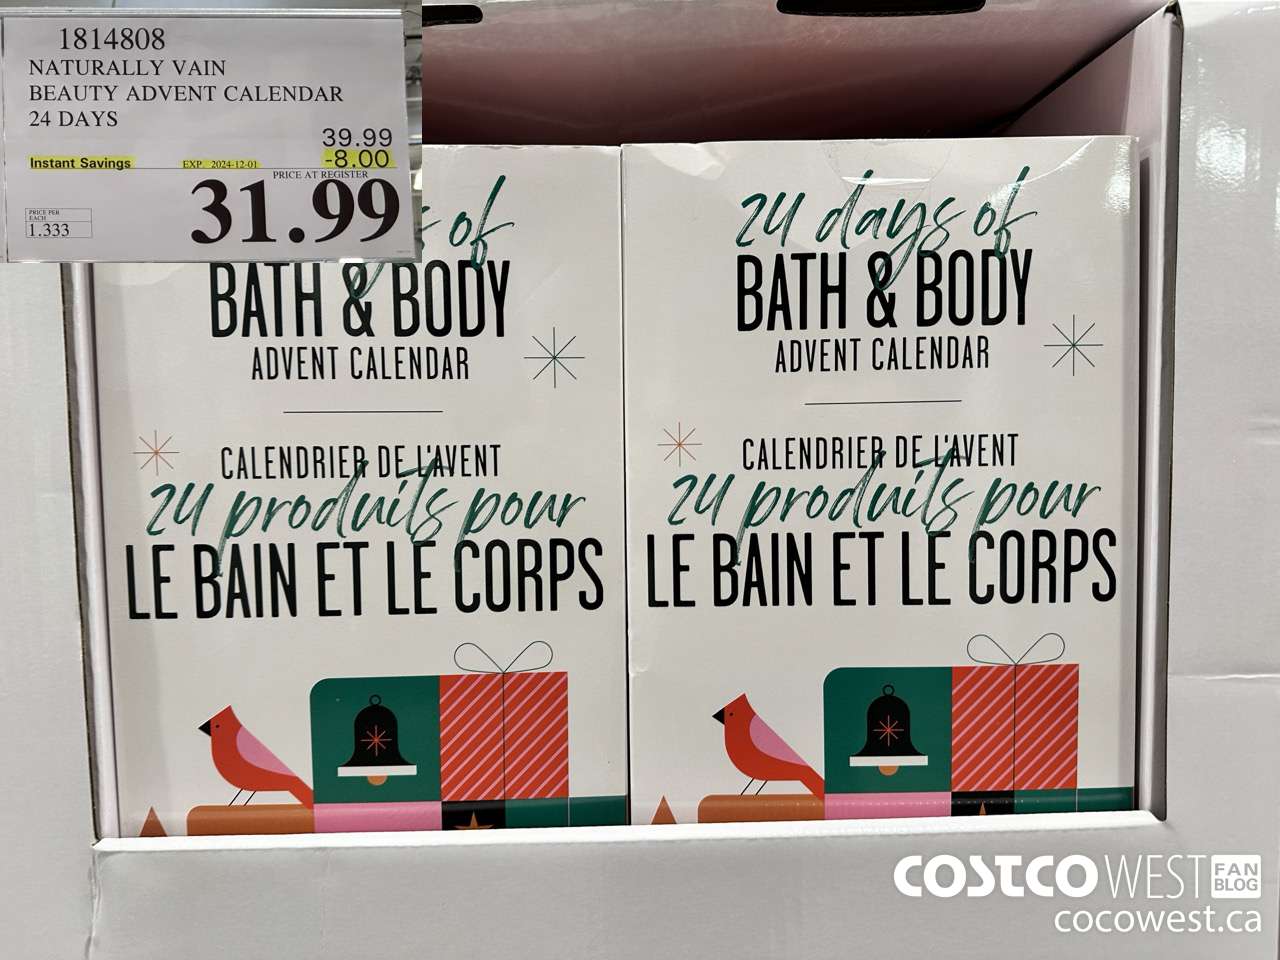 1814808
NATURALLY VAIN
BEAUTY ADVENT CALENDAR
24 DAYS
39.99
Instant Savings EXP. 2024-12-01 -8.00
PRICE AT REGISTER
31.99
PRICE PER
EACH
1.333
of
BATH & BODY
ADVENT CALENDAR
CALENDRIER DE L'AVENT
24 produits pour
LE BAIN ET LE CORPS
24 days of
BATH & BODY
ADVENT CALENDAR
CALENDRIER DE L'AVENT
24 produits pour
LE BAIN ET LE CORPS
COSTCO WEST FAN BLOG
cocowest.ca